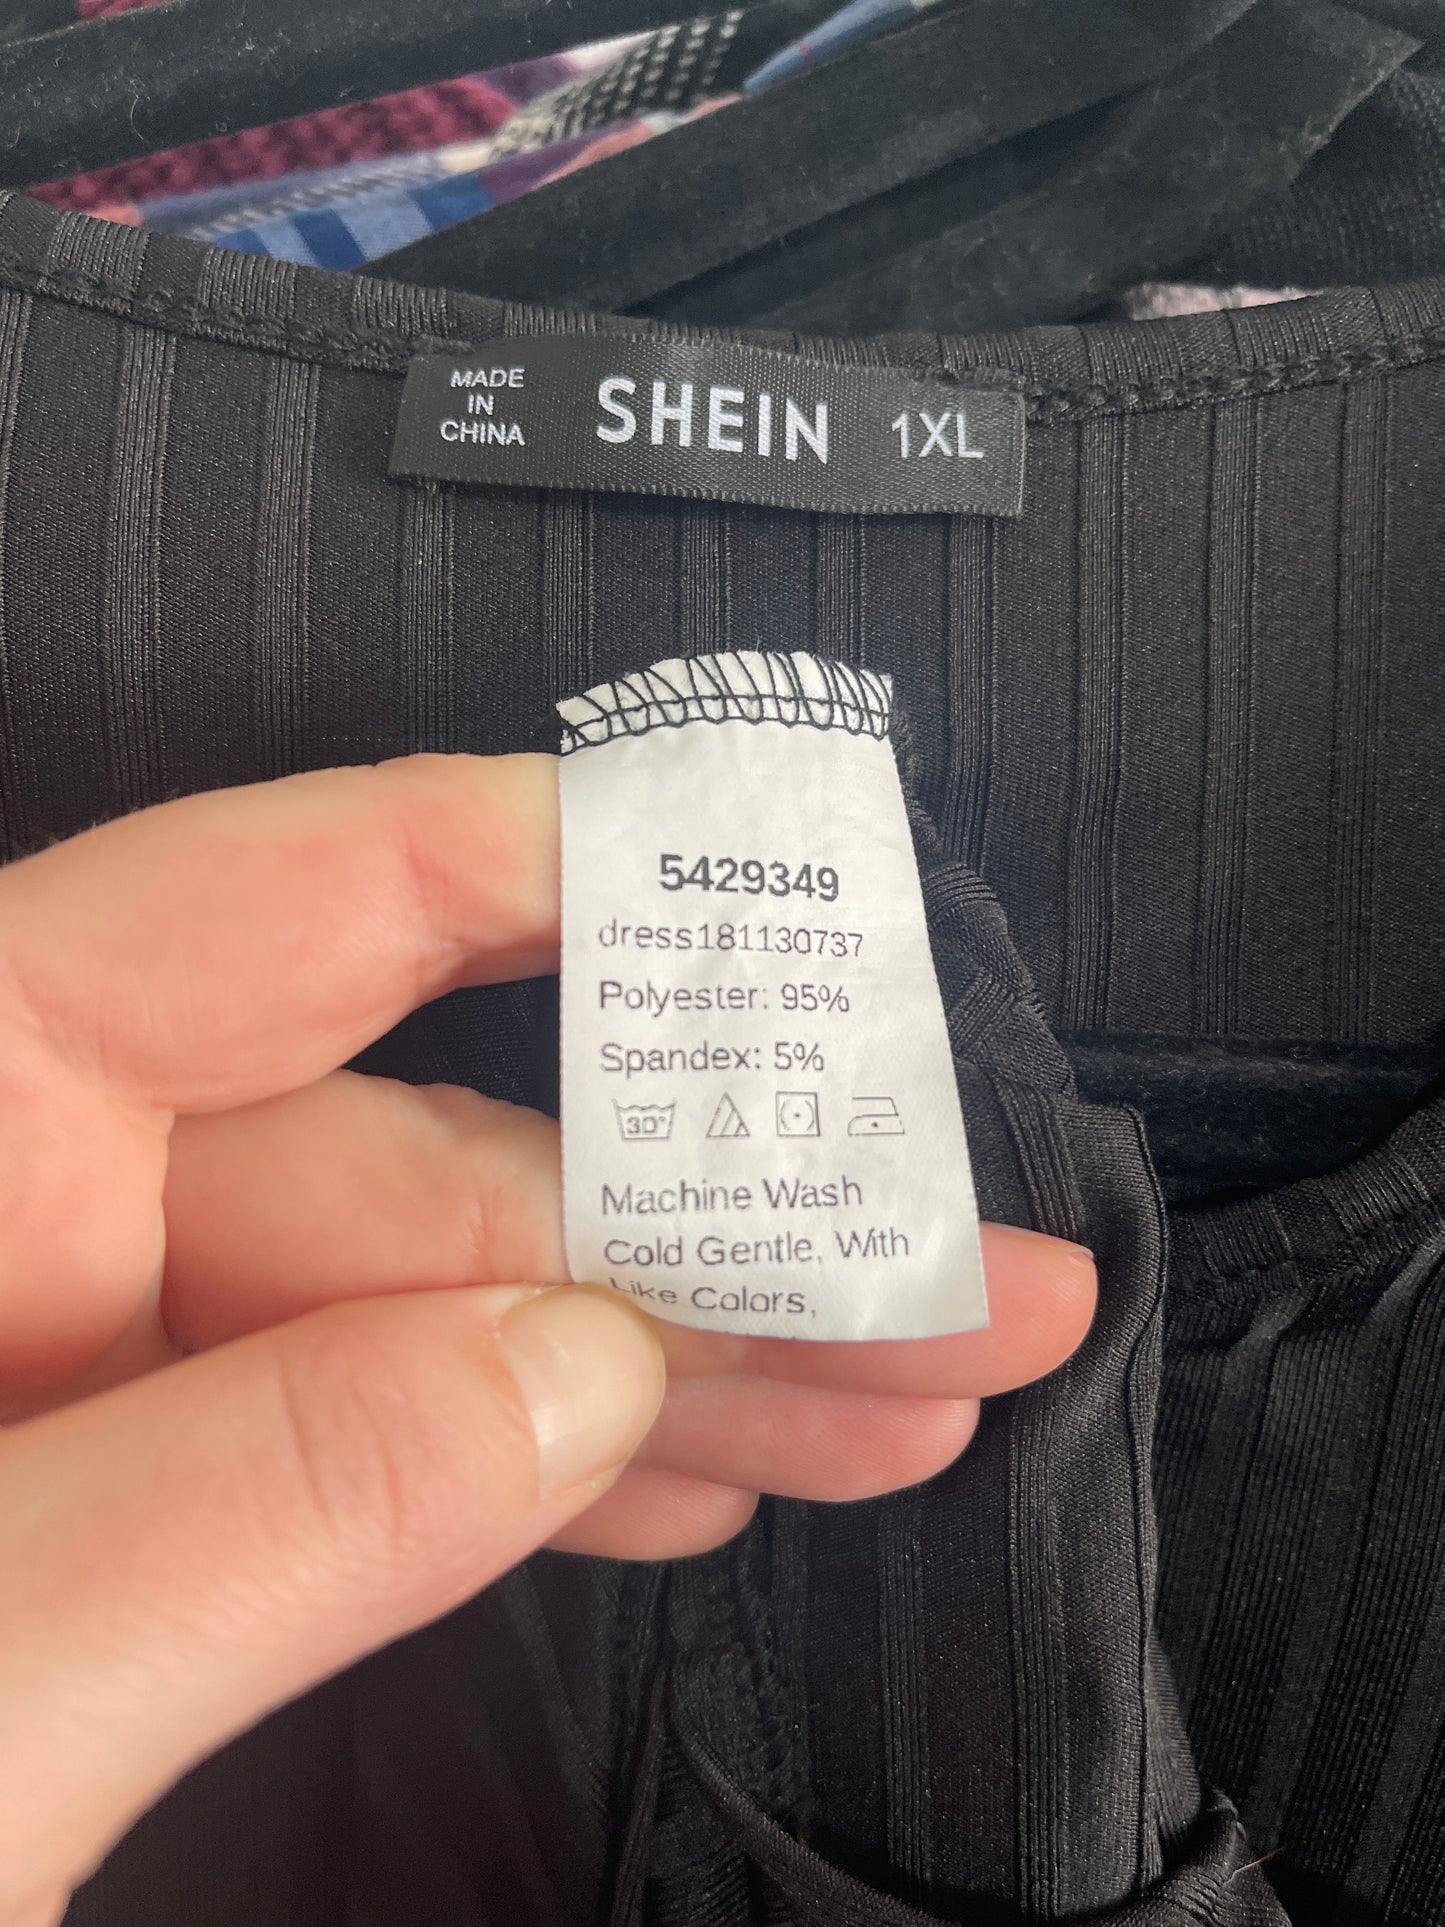 MADE
IN
CHINA
SHEIN
1XL
5429349
dress181130737
Polyester: 95%
Spandex: 5%
30°
Machine Wash
Cold Gentle, With
Like Colors,